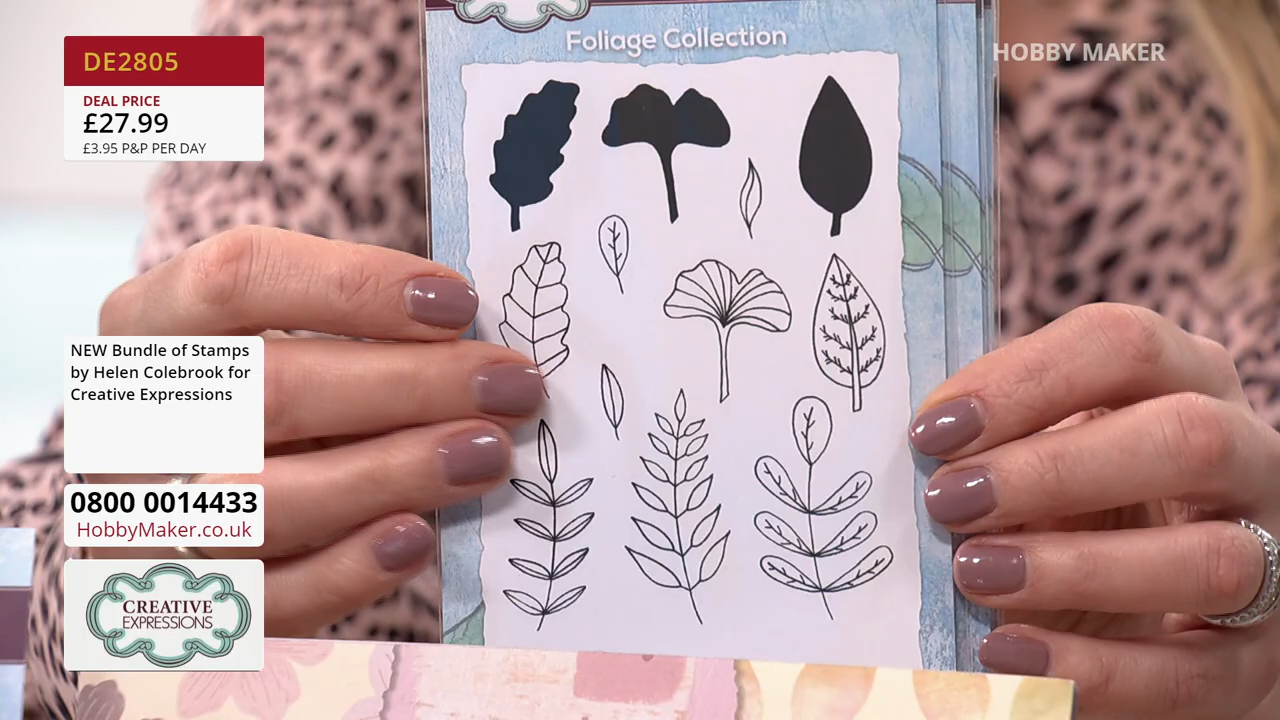 DE2805
DEAL PRICE
£27.99
£3.95 P&P PER DAY
Foliage Collection
HOBBY MAKER
NEW Bundle of Stamps
by Helen Colebrook for
Creative Expressions
0800 0014433
HobbyMaker.co.uk
CREATIVE
EXPRESSIONS